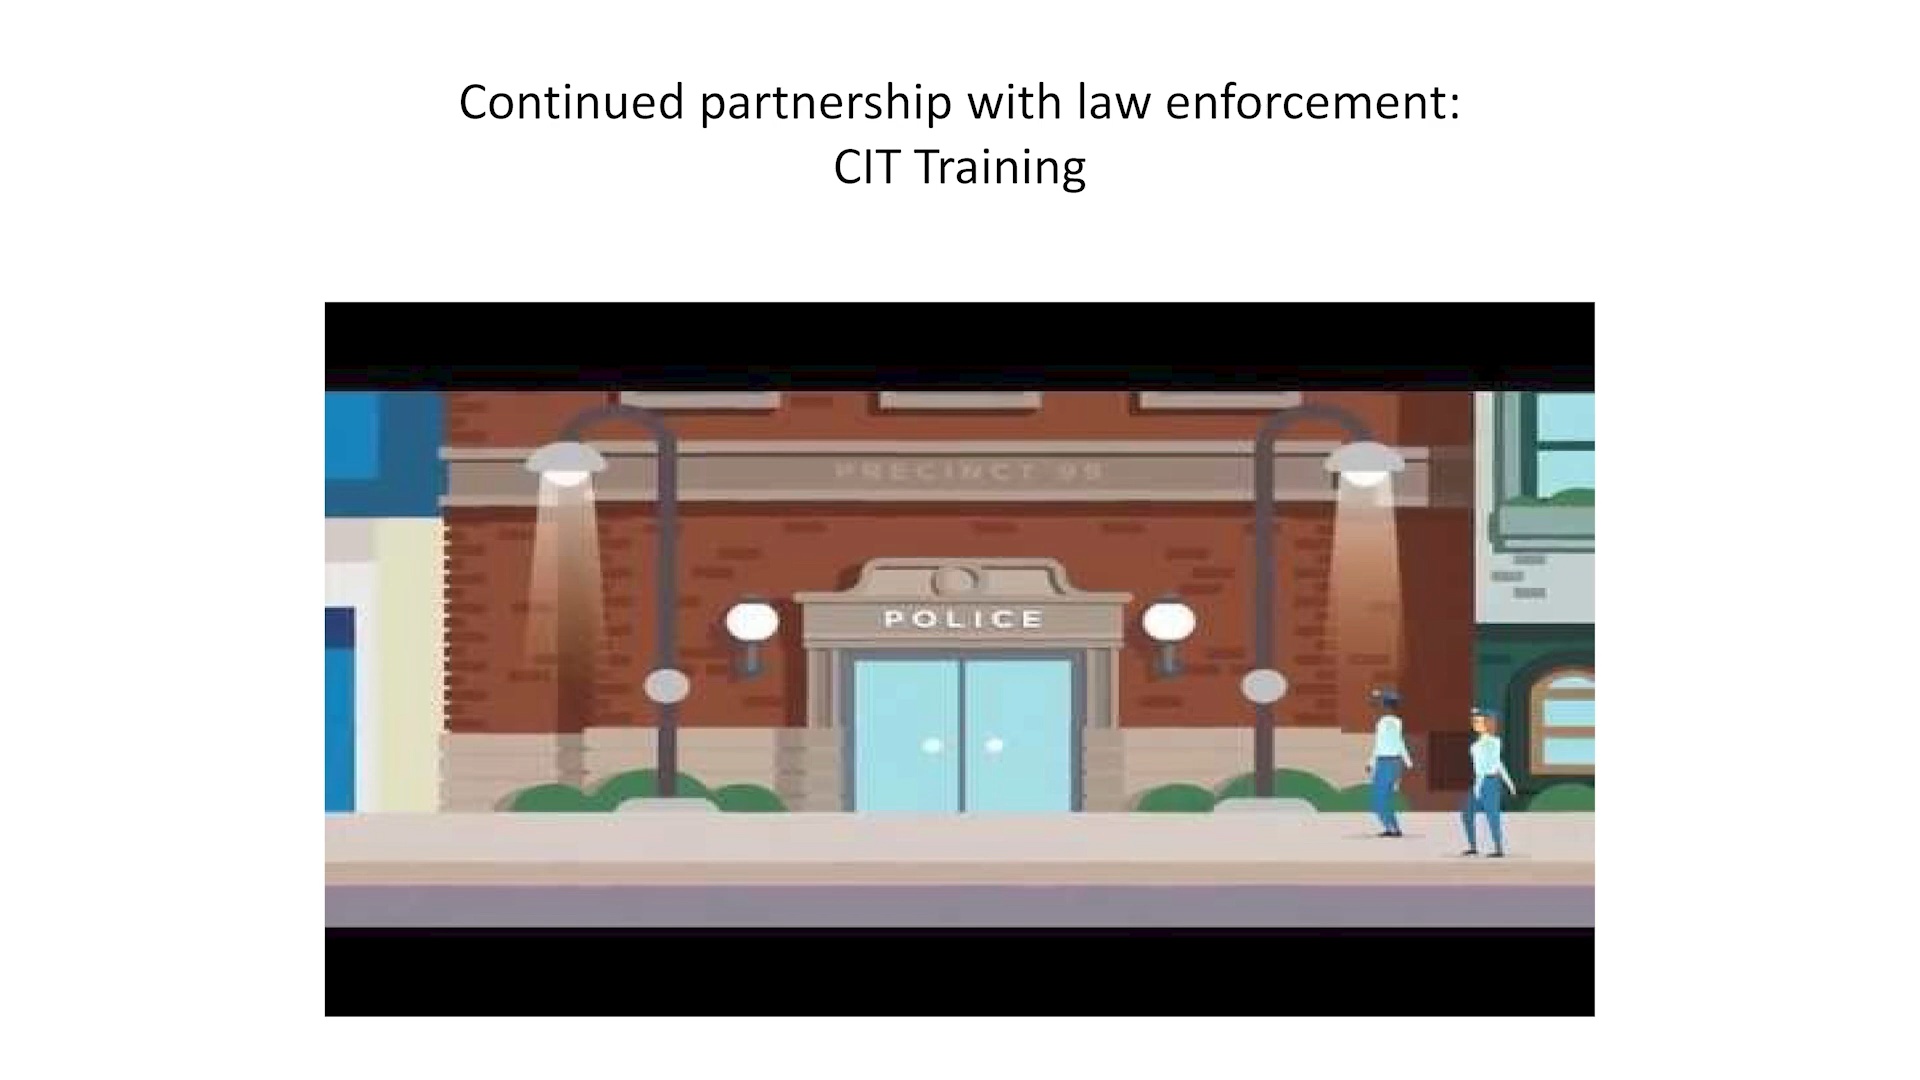 Continued partnership with law enforcement:
CIT Training
PRECINCT 99
POLICE